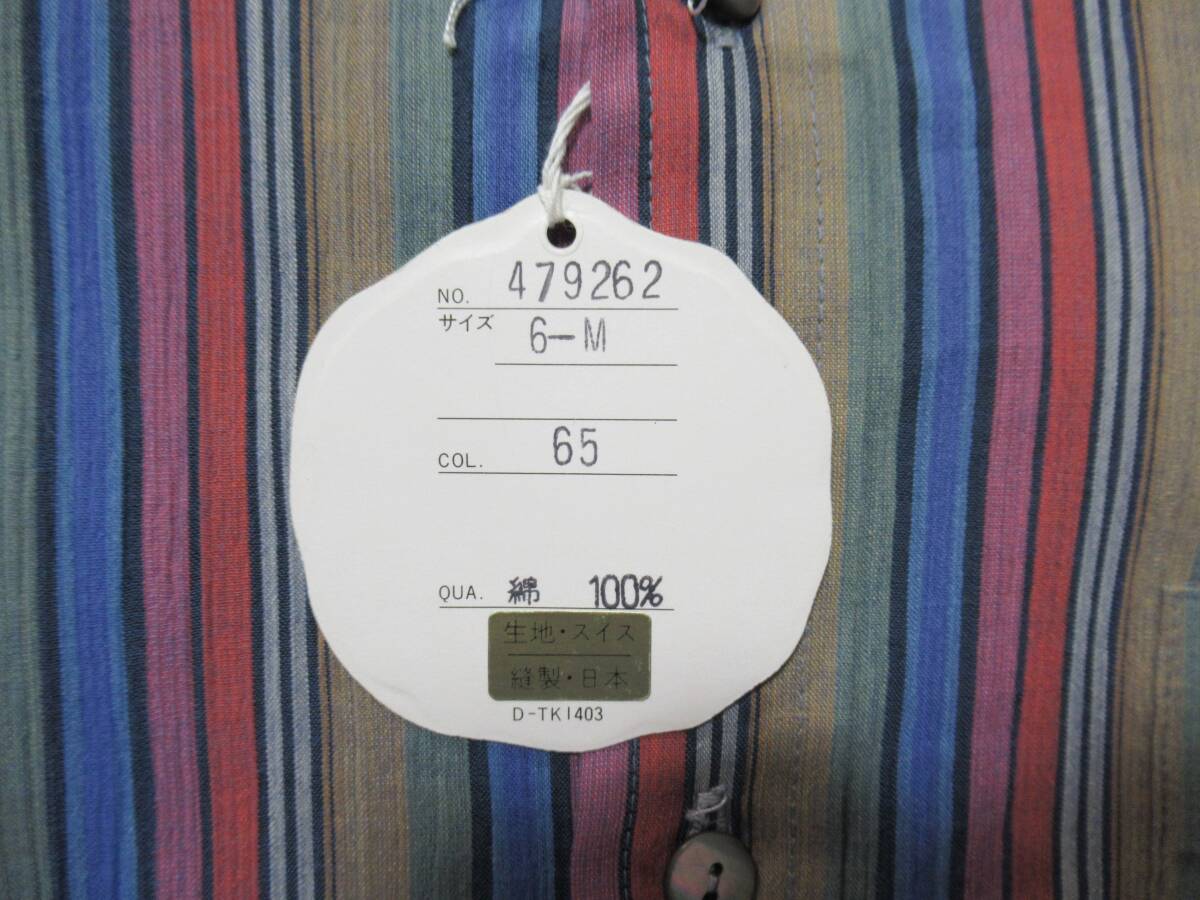 NO. 479262
サイズ 6-M
COL. 65
QUA. 綿 100%
生地・スイス
縫製・日本
D-TK1403